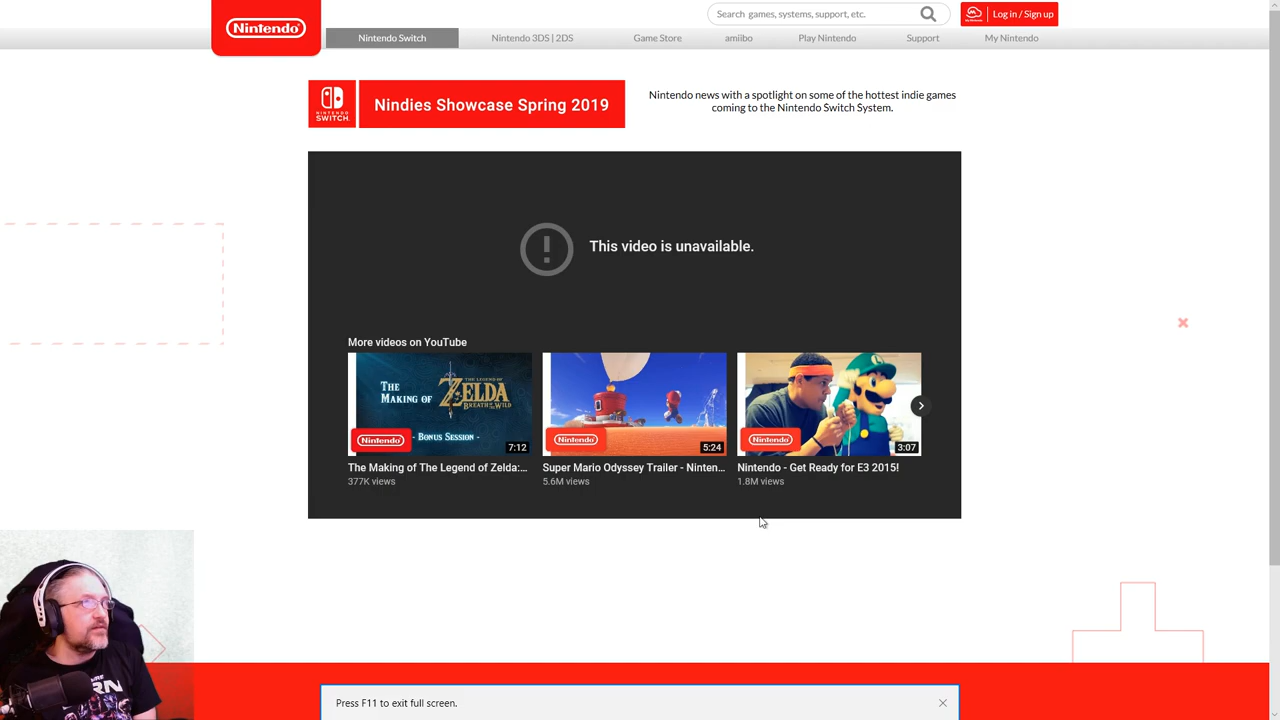 Nintendo
Search games, systems, support, etc.
My Nintendo
Log in / Sign up
Nintendo Switch
Nintendo 3DS | 2DS
Game Store
amiibo
Play Nintendo
Support
My Nintendo
NINTENDO
SWITCH
Nindies Showcase Spring 2019
Nintendo news with a spotlight on some of the hottest indie games
coming to the Nintendo Switch System.
This video is unavailable.
More videos on YouTube
THE
MAKING OF
THE LEGEND OF
ZELDA
BREATH OF THE WILD
- BONUS SESSION -
Nintendo
7:12
Nintendo
5:24
Nintendo
3:07
The Making of The Legend of Zelda:...
377K views
Super Mario Odyssey Trailer - Ninten...
5.6M views
Nintendo - Get Ready for E3 2015!
1.8M views
Press F11 to exit full screen.